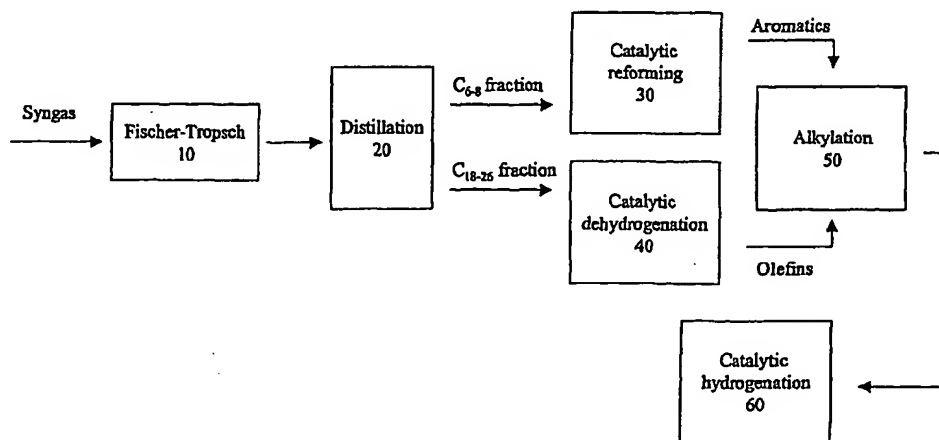 Syngas
Fischer-Tropsch
10
Distillation
20
C6-8 fraction
C18-26 fraction
Catalytic
reforming
30
Catalytic
dehydrogenation
40
Aromatics
Olefins
Alkylation
50
Catalytic
hydrogenation
60